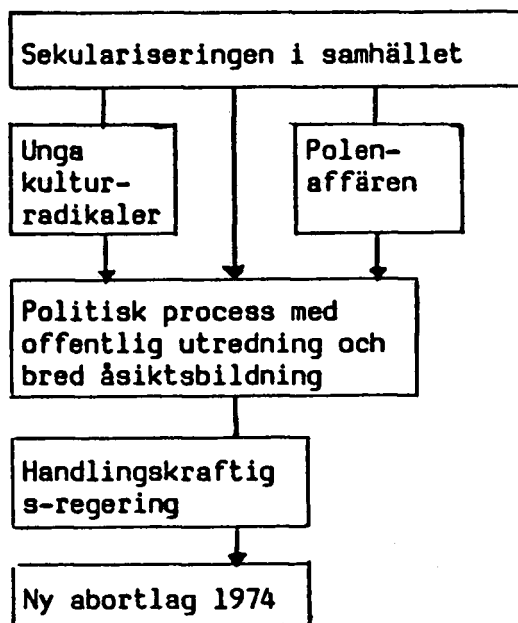 Sekulariseringen i samhället
Unga
kultur-
radikaler
Polen-
affären
Politisk process med
offentlig utredning och
bred åsiktsbildning
Handlingskraftig
s-regering
Ny abortlag 1974